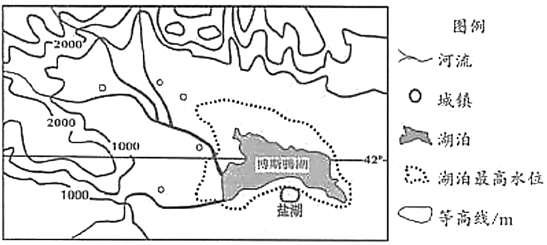 2000
2000
1000
1000
博斯腾湖
42°
盐湖
图例
河流
城镇
湖泊
湖泊最高水位
等高线/m